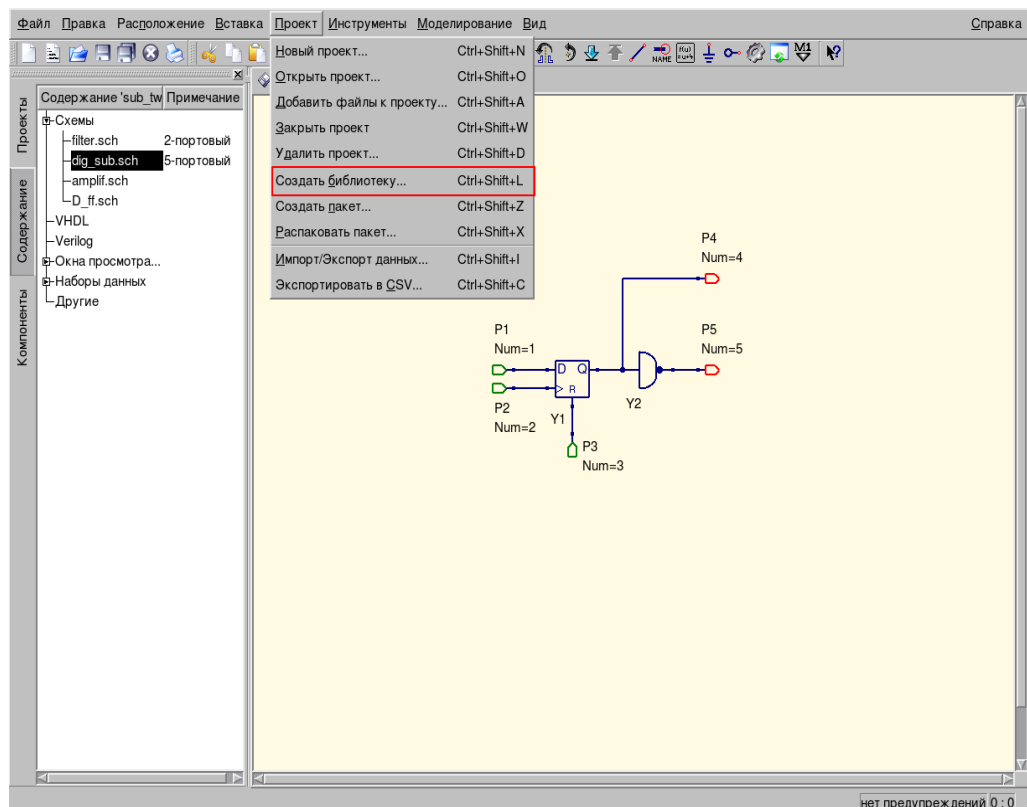 Файл Правка Расположение Вставка Проект Инструменты Моделирование Вид Справка
Новый проект... Ctrl+Shift+N
Открыть проект... Ctrl+Shift+O
Добавить файлы к проекту... Ctrl+Shift+A
Закрыть проект Ctrl+Shift+W
Удалить проект... Ctrl+Shift+D
Создать библиотеку... Ctrl+Shift+L
Создать пакет... Ctrl+Shift+Z
Распаковать пакет... Ctrl+Shift+X
Импорт/Экспорт данных... Ctrl+Shift+I
Экспортировать в CSV... Ctrl+Shift+C
NAME
M1
Проекты
Содержание
Компоненты
Содержание 'sub_tw Примечание
Схемы
filter.sch 2-портовый
dig_sub.sch 5-портовый
amplif.sch
D_ff.sch
VHDL
Verilog
Окна просмотра...
Наборы данных
Другие
P4
Num=4
P1
Num=1
P5
Num=5
D Q
R
P2
Num=2
Y1
Y2
P3
Num=3
нет предупреждений 0 : 0